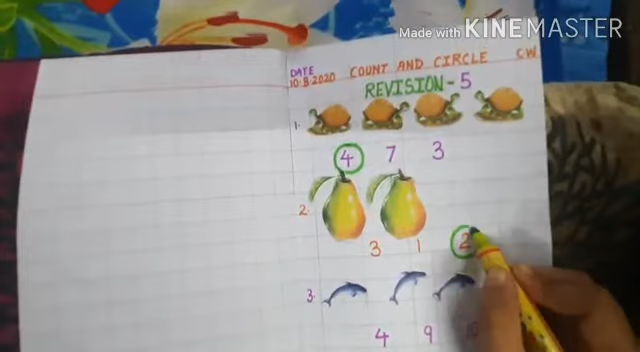 Made with KINEMASTER
DATE
10.8.2020 COUNT AND CIRCLE CW
REVISION-5
1.
4 7 3
2.
3 1 2
3.
4 9